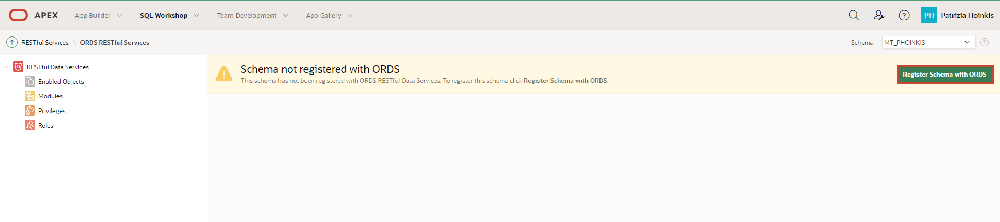 APEX App Builder SQL Workshop Team Development App Gallery PH Patrizia Hoinkis
RESTful Services \ ORDS RESTful Services Schema MT_PHOINKIS
RESTful Data Services
Enabled Objects
Modules
Privileges
Roles
Schema not registered with ORDS
This schema has not been registered with ORDS RESTful Data Services. To register this schema click Register Schema with ORDS.
Register Schema with ORDS